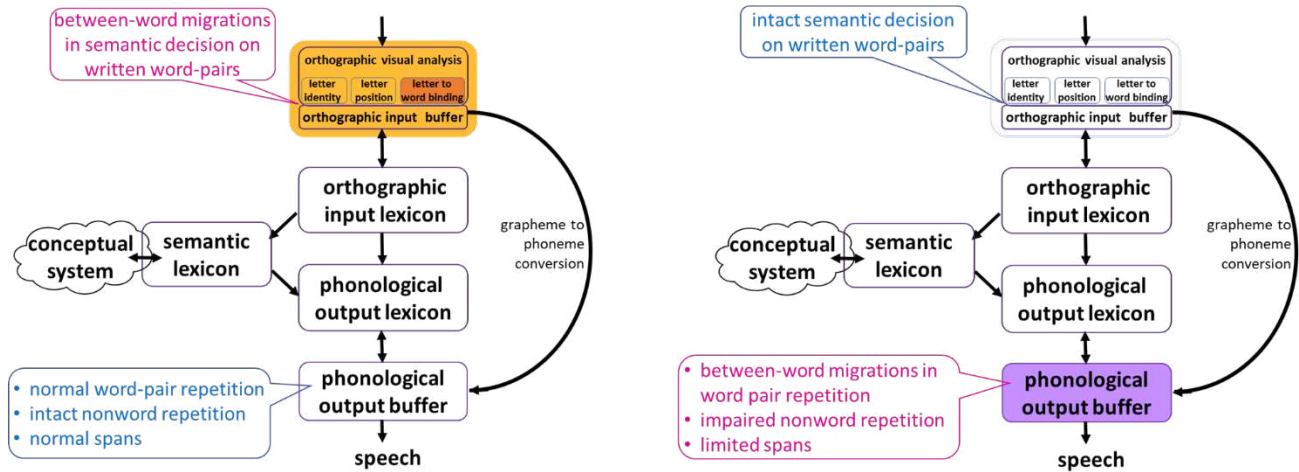 between-word migrations
in semantic decision on
written word-pairs
orthographic visual analysis
letter
identity
letter
position
letter to
word binding
orthographic input buffer
orthographic
input lexicon
grapheme to
phoneme
conversion
conceptual
system
semantic
lexicon
phonological
output lexicon
• normal word-pair repetition
• intact nonword repetition
• normal spans
phonological
output buffer
speech
intact semantic decision
on written word-pairs
orthographic visual analysis
letter
identity
letter
position
letter to
word binding
orthographic input buffer
orthographic
input lexicon
grapheme to
phoneme
conversion
conceptual
system
semantic
lexicon
phonological
output lexicon
• between-word migrations in
word pair repetition
• impaired nonword repetition
• limited spans
phonological
output buffer
speech